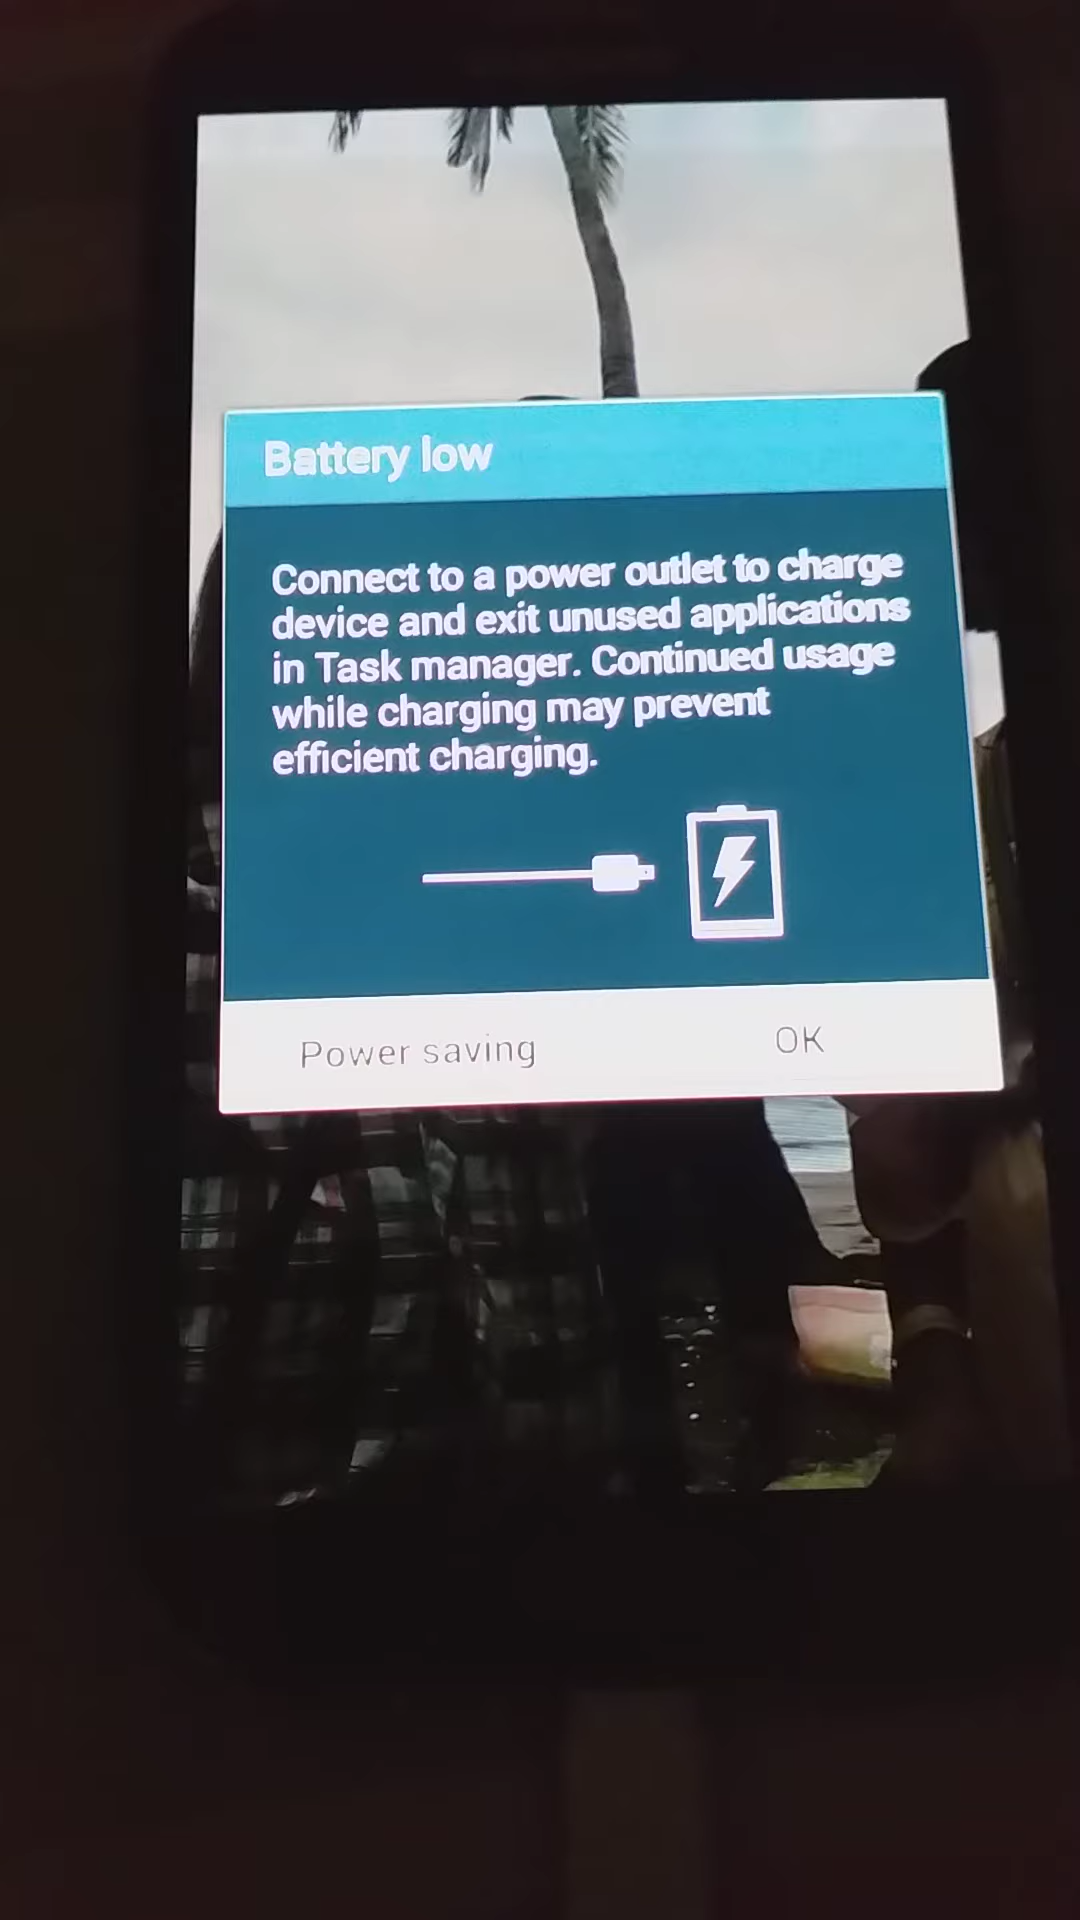 Battery low
Connect to a power outlet to charge
device and exit unused applications
in Task manager. Continued usage
while charging may prevent
efficient charging.
Power saving
OK